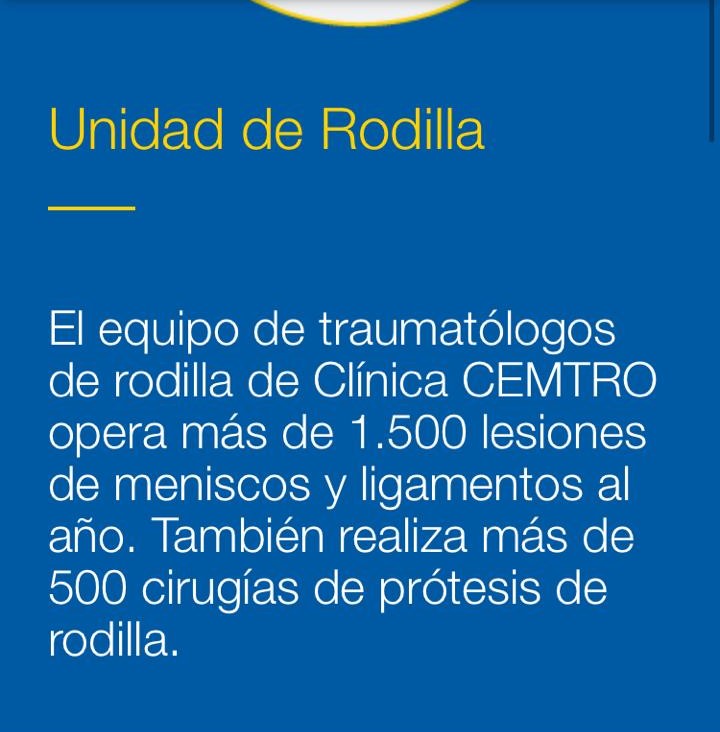 Unidad de Rodilla
El equipo de traumatólogos
de rodilla de Clínica CEMTRO
opera más de 1.500 lesiones
de meniscos y ligamentos al
año. También realiza más de
500 cirugías de prótesis de
rodilla.